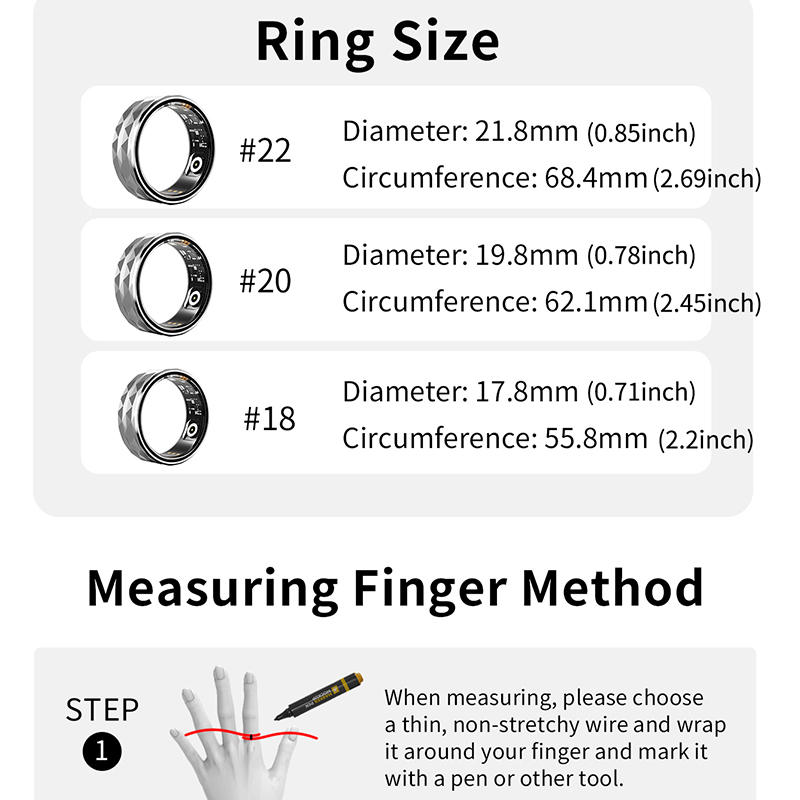 Ring Size
#22
Diameter: 21.8mm (0.85inch)
Circumference: 68.4mm (2.69inch)
#20
Diameter: 19.8mm (0.78inch)
Circumference: 62.1mm (2.45inch)
#18
Diameter: 17.8mm (0.71inch)
Circumference: 55.8mm (2.2inch)
Measuring Finger Method
STEP
1
When measuring, please choose
a thin, non-stretchy wire and wrap
it around your finger and mark it
with a pen or other tool.